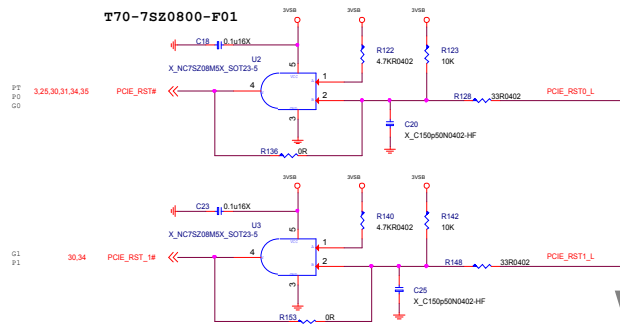 T70-7SZ0800-F01
3VSB 3VSB 3VSB
C18 0.1u16X
U2
X_NC7SZ08M5X_SOT23-5
R122
4.7KR0402
R123
10K
5
VCC
1
4
2
3
PT
P0
G0
3,25,30,31,34,35
PCIE_RST#
R128 33R0402 PCIE_RST0_L
C20
X_C150p50N0402-HF
R136 0R
3VSB 3VSB 3VSB
C23 0.1u16X
U3
X_NC7SZ08M5X_SOT23-5
R140
4.7KR0402
R142
10K
5
VCC
1
4
2
3
G1
P1
30,34
PCIE_RST_1#
R148 33R0402 PCIE_RST1_L
C25
X_C150p50N0402-HF
R153 0R